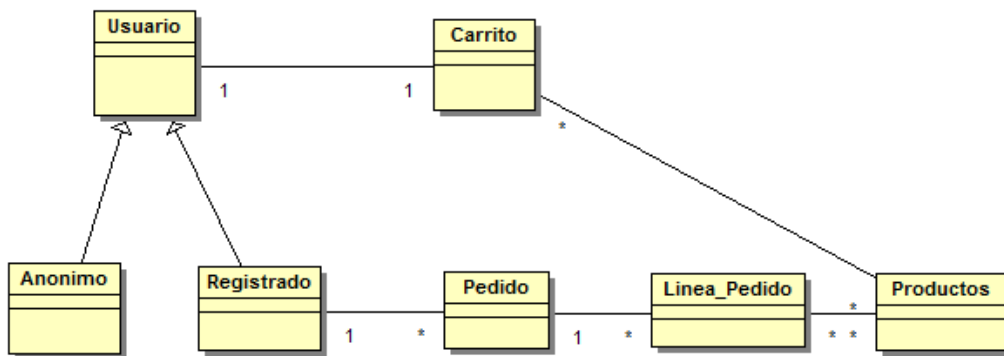 Usuario
Carrito
1
1
*
Anonimo
Registrado
Pedido
Linea_Pedido
Productos
1
*
1
*
*
*
*